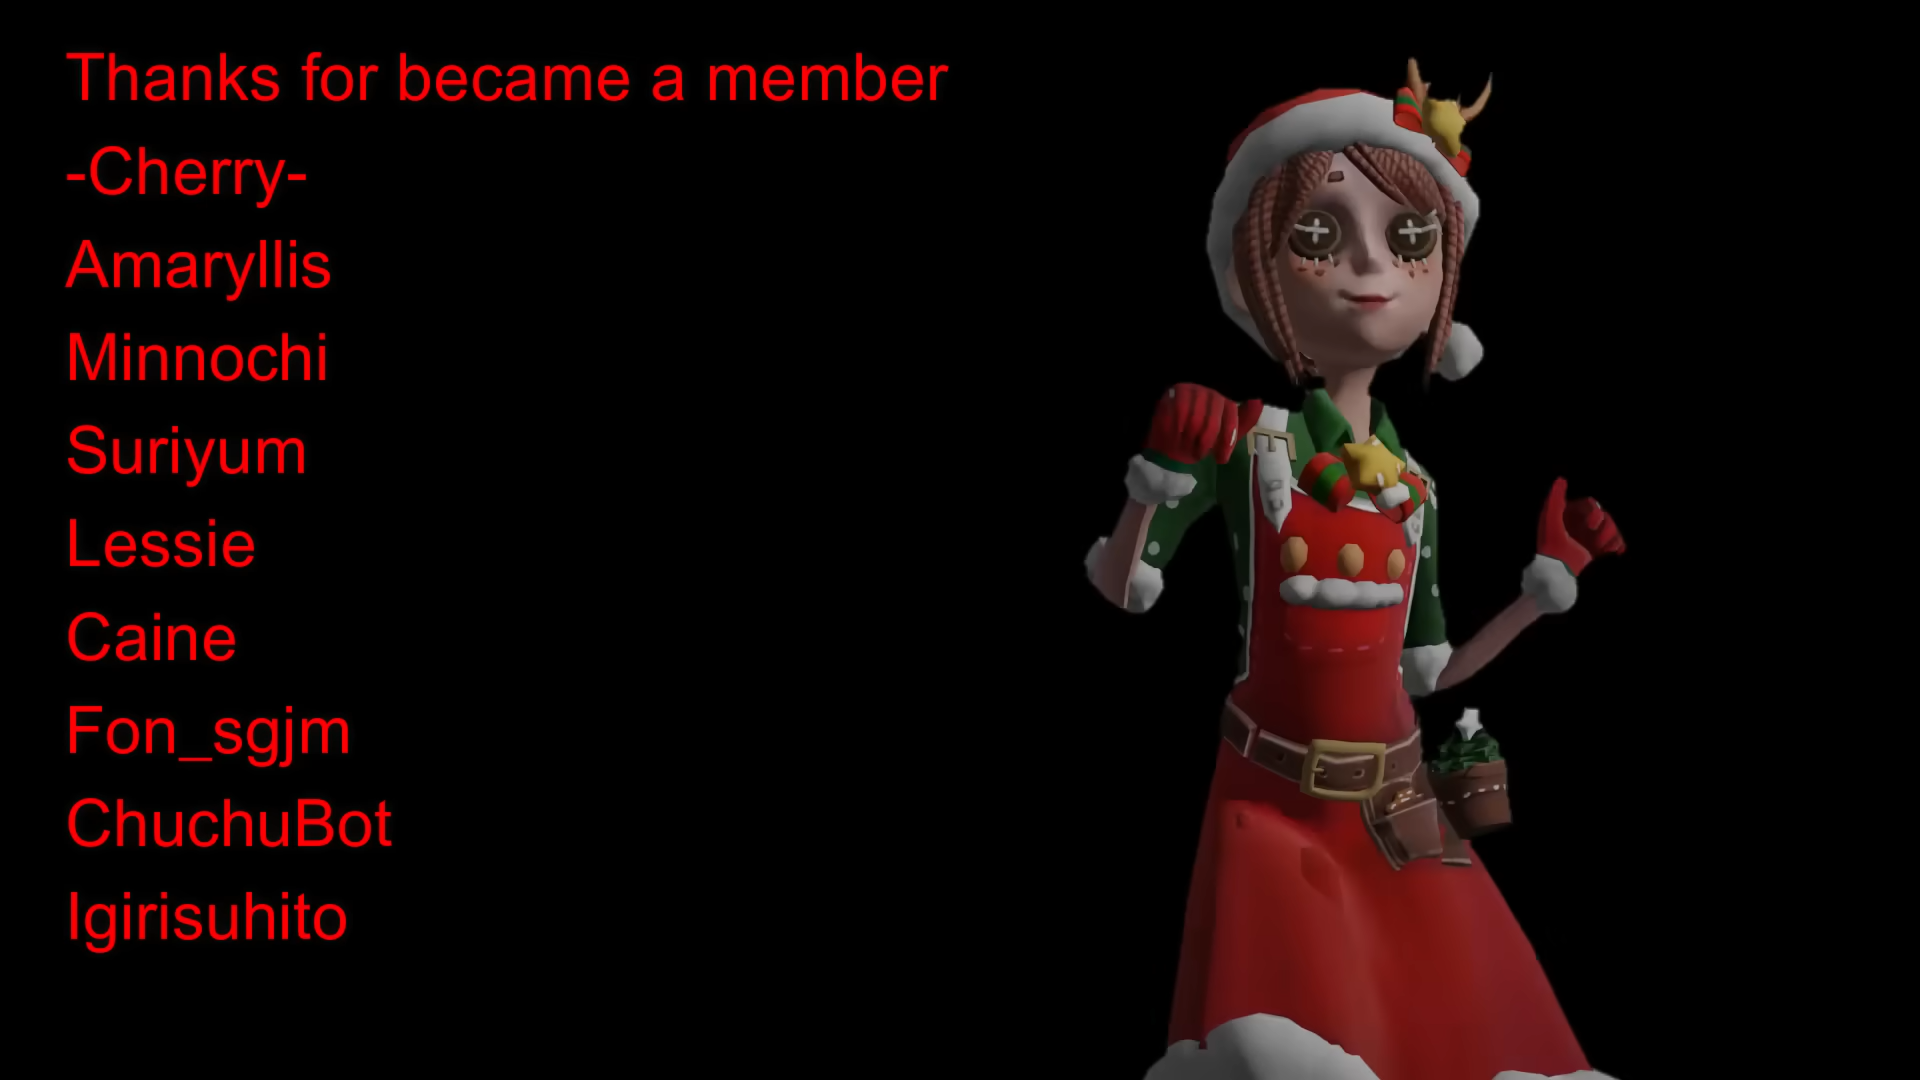 Thanks for became a member
-Cherry-
Amaryllis
Minnochi
Suriyum
Lessie
Caine
Fon_sgjm
ChuchuBot
Igirisuhito